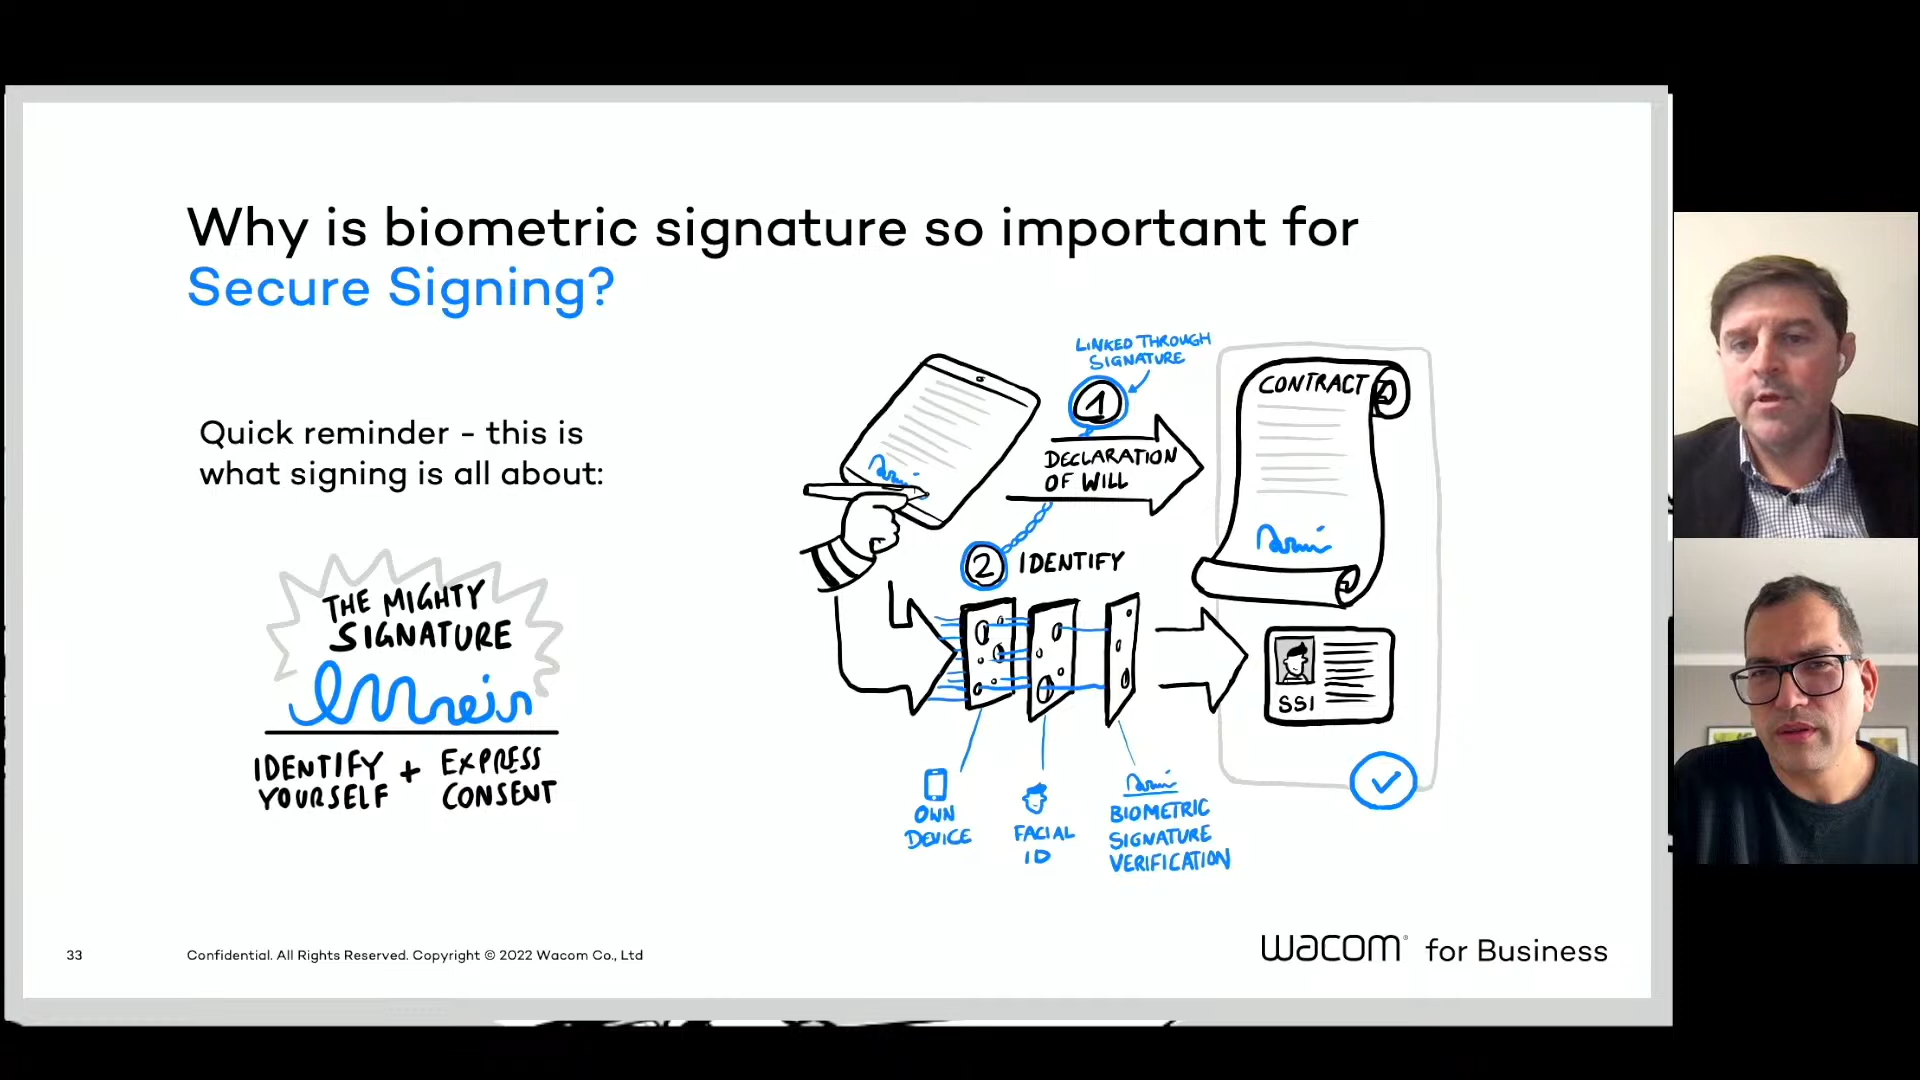 Why is biometric signature so important for
Secure Signing?
Quick reminder - this is
what signing is all about:
THE MIGHTY
SIGNATURE
IDENTIFY + EXPRESS
YOURSELF CONSENT
LINKED THROUGH
SIGNATURE
1
DECLARATION
OF WILL
2 IDENTIFY
CONTRACT
SSI
OWN
DEVICE
FACIAL
ID
BIOMETRIC
SIGNATURE
VERIFICATION
33
Confidential. All Rights Reserved. Copyright © 2022 Wacom Co., Ltd
wacom® for Business